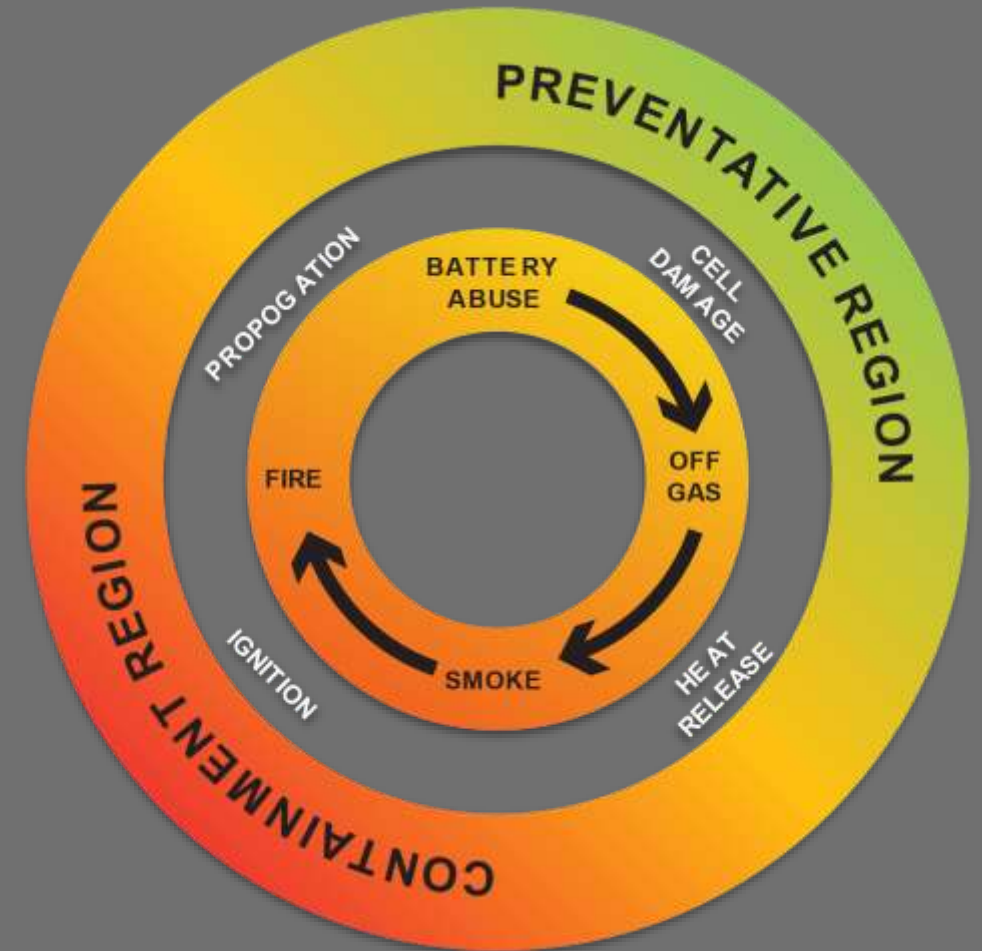 PREVENTATIVE REGION
CELL
DAMAGE
PROPOGATION
BATTERY
ABUSE
OFF
GAS
FIRE
SMOKE
HEAT
RELEASE
IGNITION
CONTAINMENT REGION